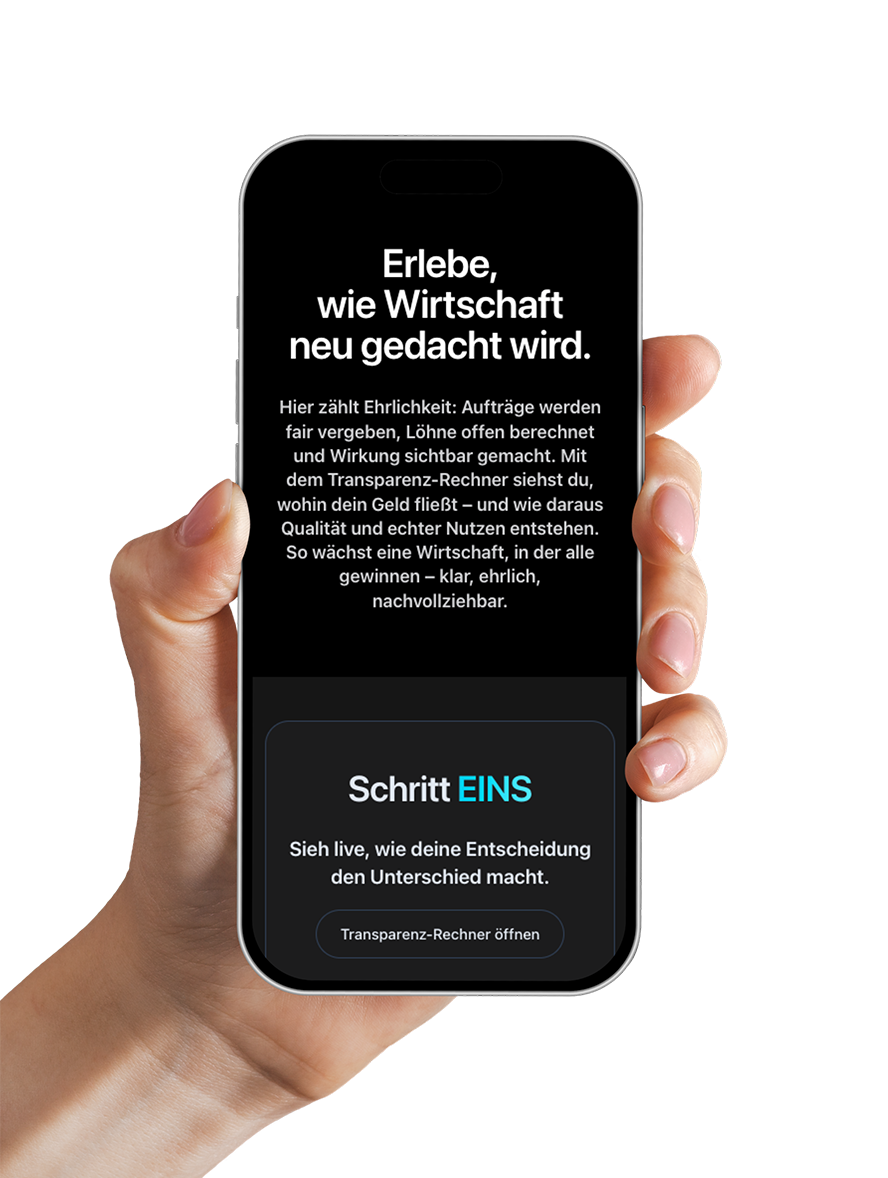 Erlebe,
wie Wirtschaft
neu gedacht wird.
Hier zählt Ehrlichkeit: Aufträge werden
fair vergeben, Löhne offen berechnet
und Wirkung sichtbar gemacht. Mit
dem Transparenz-Rechner siehst du,
wohin dein Geld fließt – und wie daraus
Qualität und echter Nutzen entstehen.
So wächst eine Wirtschaft, in der alle
gewinnen – klar, ehrlich,
nachvollziehbar.
Schritt EINS
Sieh live, wie deine Entscheidung
den Unterschied macht.
Transparenz-Rechner öffnen